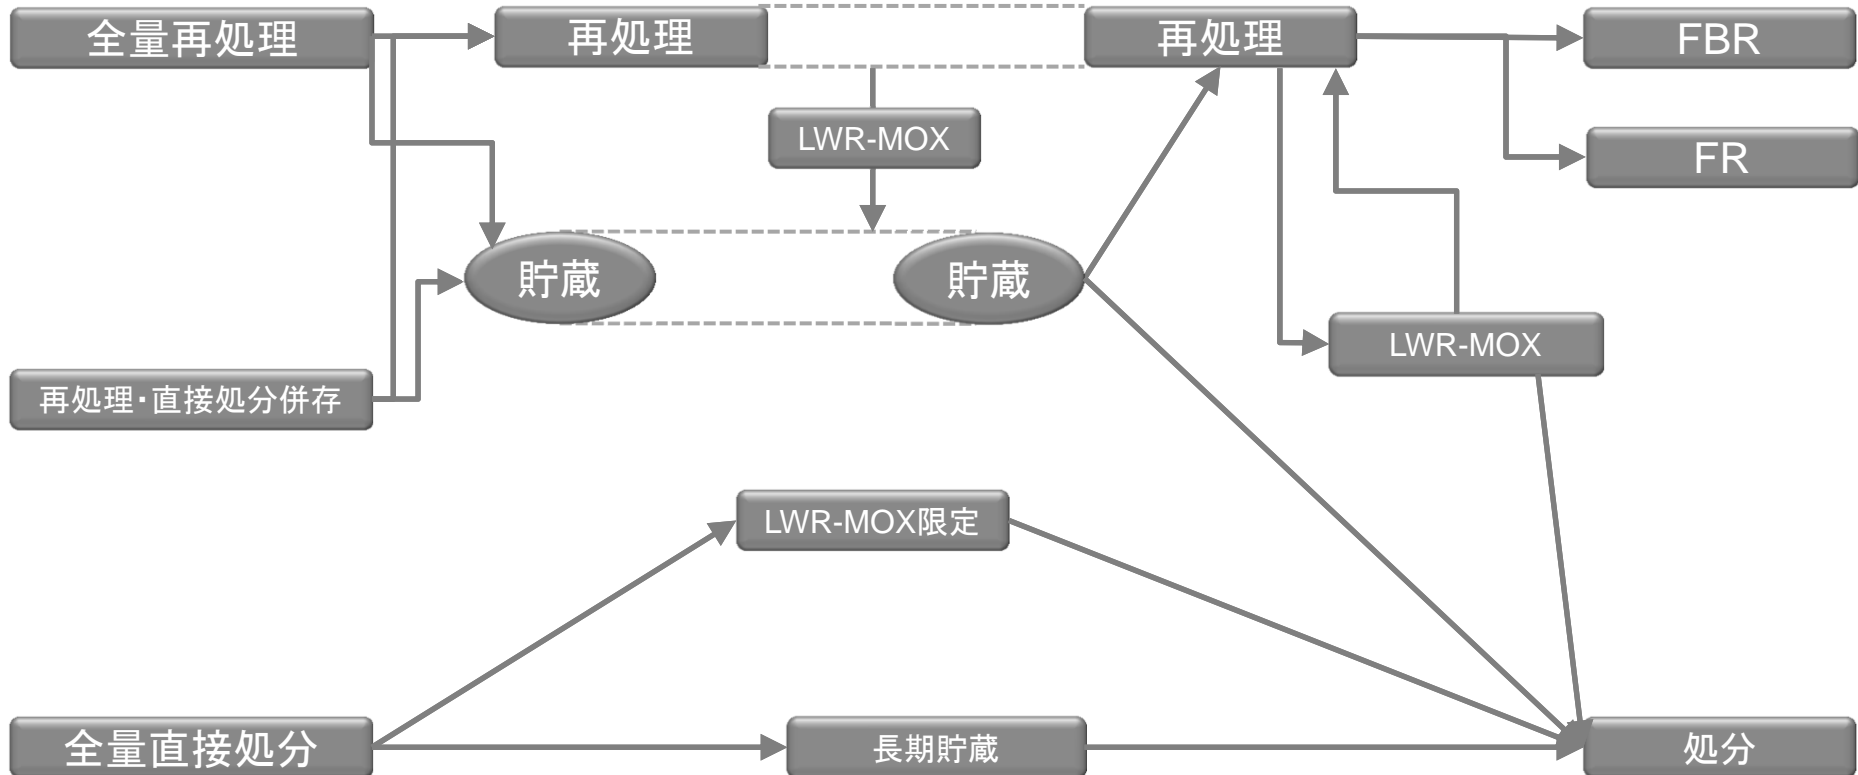 全量再処理
再処理
再処理
FBR
LWR-MOX
FR
貯蔵
貯蔵
LWR-MOX
再処理・直接処分併存
LWR-MOX限定
全量直接処分
長期貯蔵
処分